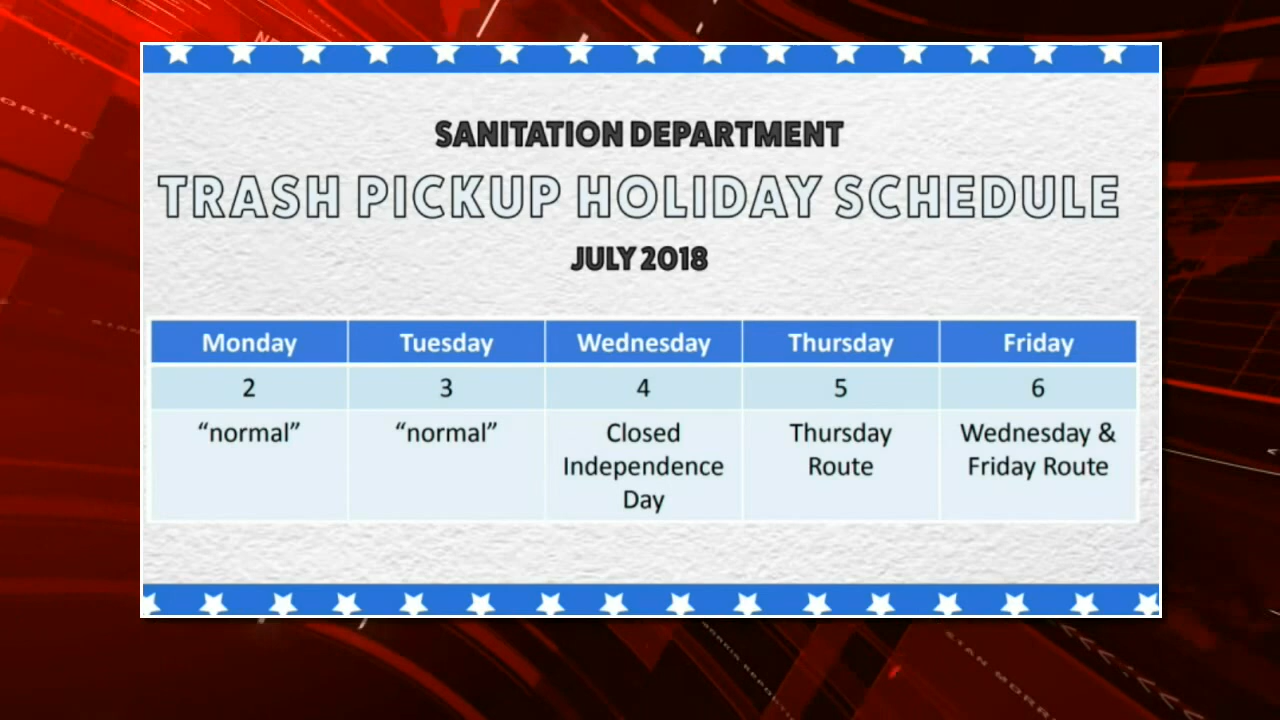 SANITATION DEPARTMENT
TRASH PICKUP HOLIDAY SCHEDULE
JULY 2018
Monday Tuesday Wednesday Thursday Friday
2 3 4 5 6
“normal” “normal” Closed Independence Day Thursday Route Wednesday & Friday Route
ORTING